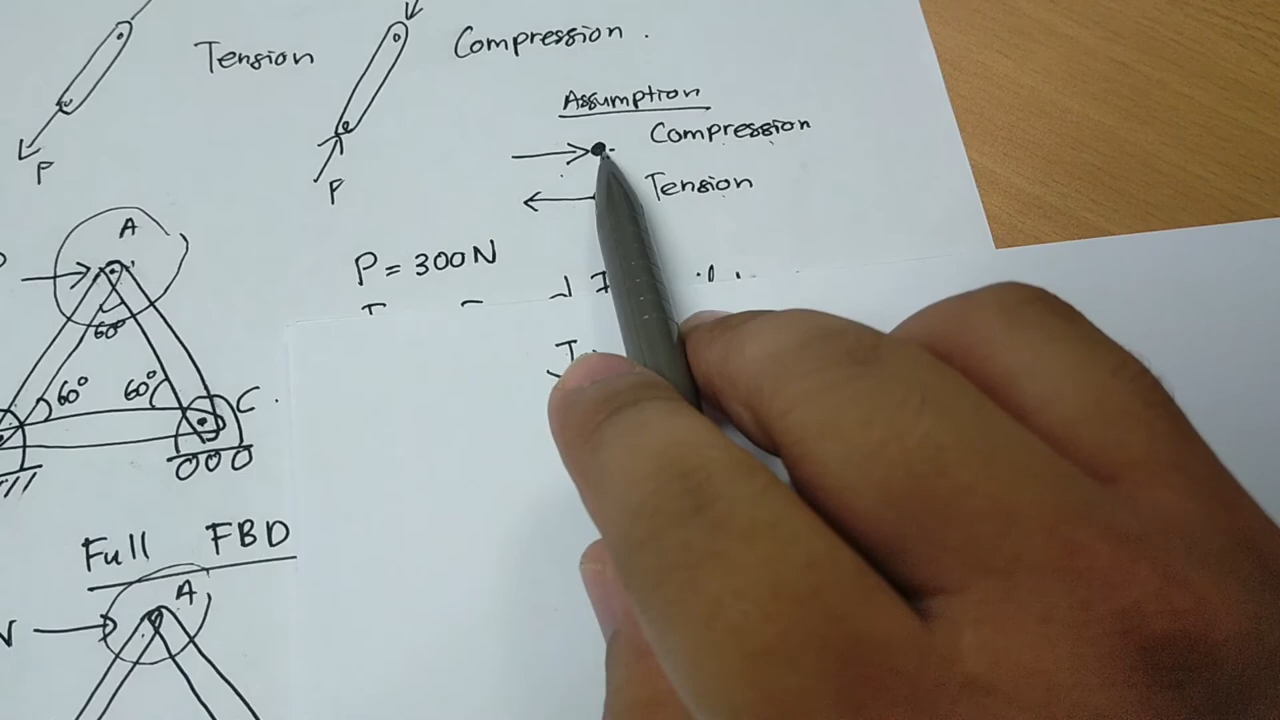 Tension
Compression .
P
P
Assumption
Compression
Tension
A
P = 300N
60°
60° 60° C .
Full FBD
A